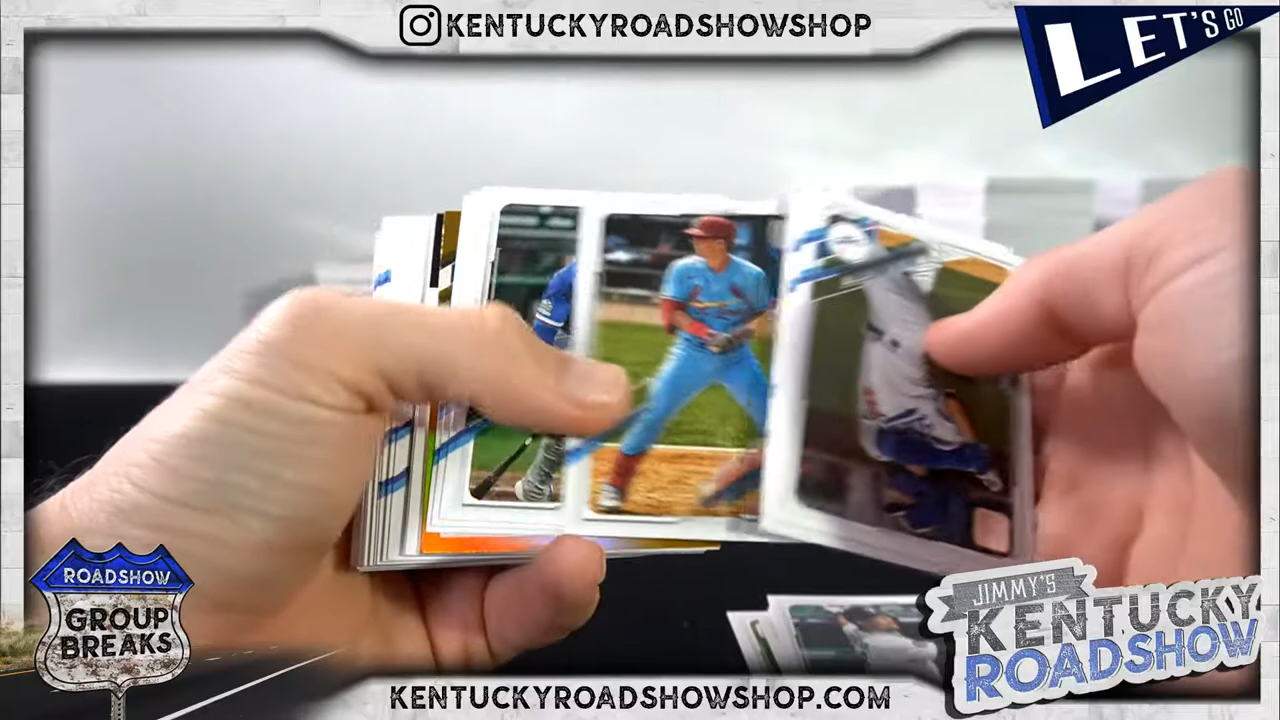 KENTUCKYROADSHOWSHOP
LET'S GO
ROADSHOW
GROUP
BREAKS
JIMMY'S
KENTUCKY
ROADSHOW
KENTUCKYROADSHOWSHOP.COM